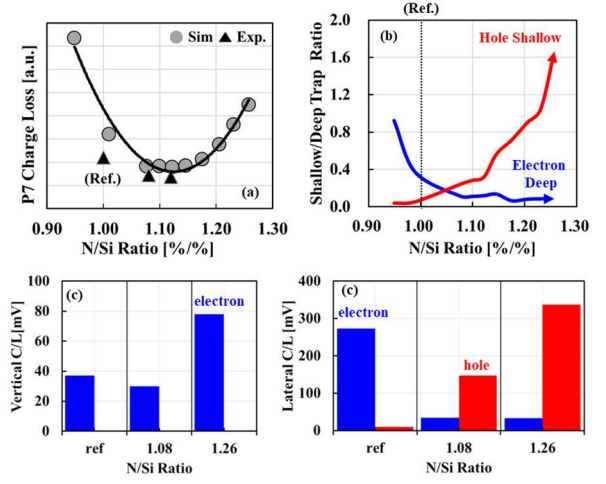 P7 Charge Loss [a.u.]
Sim Exp.
(Ref.)
(a)
0.90 1.00 1.10 1.20 1.30
N/Si Ratio [%/%]
(Ref.)
Shallow/Deep Trap Ratio
2.0
1.6
1.2
0.8
0.4
0.0
(b)
Hole Shallow
Electron
Deep
0.90 1.00 1.10 1.20 1.30
N/Si Ratio [%/%]
Vertical C/L[mV]
100
80
60
40
20
0
(c)
electron
ref 1.08 1.26
N/Si Ratio
Lateral C/L [mV]
400
300
200
100
0
(c)
electron
hole
ref 1.08 1.26
N/Si Ratio